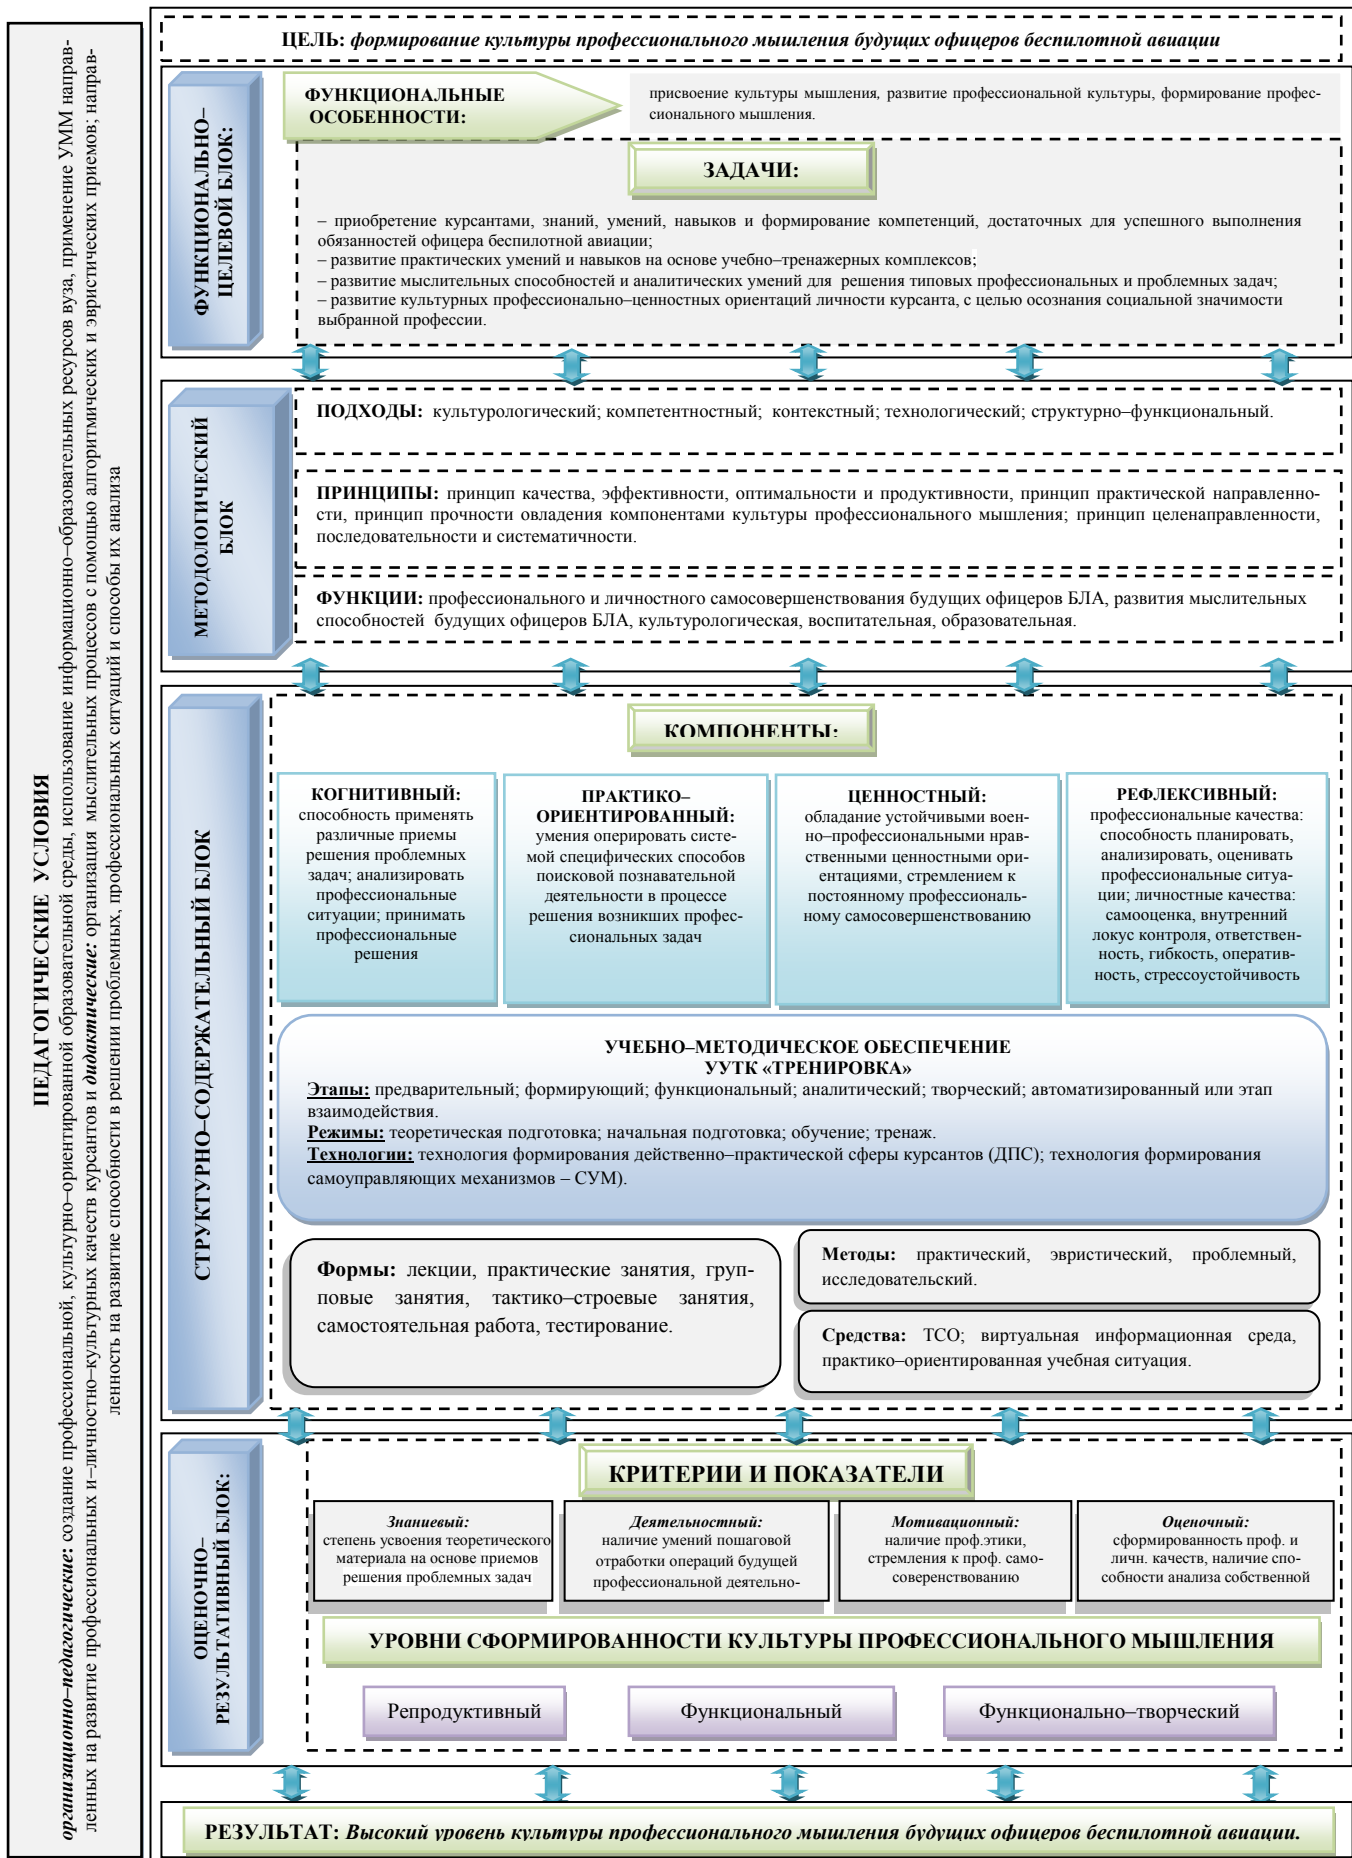 ПЕДАГОГИЧЕСКИЕ УСЛОВИЯ
организационно–педагогические: создание профессиональной, культурно–ориентированной образовательной среды, использование информационно–образовательных ресурсов вуза, применение УММ направ-
ленных на развитие профессиональных и–личностно–культурных качеств курсантов и дидактические: организация мыслительных процессов с помощью алгоритмических и эвристических приемов; направ-
ленность на развитие способности в решении проблемных, профессиональных ситуаций и способы их анализа
ЦЕЛЬ: формирование культуры профессионального мышления будущих офицеров беспилотной авиации
ФУНКЦИОНАЛЬНО–
ЦЕЛЕВОЙ БЛОК:
ФУНКЦИОНАЛЬНЫЕ
ОСОБЕННОСТИ:
присвоение культуры мышления, развитие профессиональной культуры, формирование профес-
сионального мышления.
ЗАДАЧИ:
– приобретение курсантами, знаний, умений, навыков и формирование компетенций, достаточных для успешного выполнения
обязанностей офицера беспилотной авиации;
– развитие практических умений и навыков на основе учебно–тренажерных комплексов;
– развитие мыслительных способностей и аналитических умений для решения типовых профессиональных и проблемных задач;
– развитие культурных профессионально–ценностных ориентаций личности курсанта, с целью осознания социальной значимости
выбранной профессии.
МЕТОДОЛОГИЧЕСКИЙ
БЛОК
ПОДХОДЫ: культурологический; компетентностный; контекстный; технологический; структурно–функциональный.
ПРИНЦИПЫ: принцип качества, эффективности, оптимальности и продуктивности, принцип практической направленно-
сти, принцип прочности овладения компонентами культуры профессионального мышления; принцип целенаправленности,
последовательности и систематичности.
ФУНКЦИИ: профессионального и личностного самосовершенствования будущих офицеров БЛА, развития мыслительных
способностей будущих офицеров БЛА, культурологическая, воспитательная, образовательная.
СТРУКТУРНО–СОДЕРЖАТЕЛЬНЫЙ БЛОК
КОМПОНЕНТЫ:
КОГНИТИВНЫЙ:
способность применять
различные приемы
решения проблемных
задач; анализировать
профессиональные
ситуации; принимать
профессиональные
решения
ПРАКТИКО–
ОРИЕНТИРОВАННЫЙ:
умения оперировать систе-
мой специфических способов
поисковой познавательной
деятельности в процессе
решения возникших профес-
сиональных задач
ЦЕННОСТНЫЙ:
обладание устойчивыми воен-
но–профессиональными нрав-
ственными ценностными ори-
ентациями, стремлением к
постоянному профессиональ-
ному самосовершенствованию
РЕФЛЕКСИВНЫЙ:
профессиональные качества:
способность планировать,
анализировать, оценивать
профессиональные ситуа-
ции; личностные качества:
самооценка, внутренний
локус контроля, ответствен-
ность, гибкость, оператив-
ность, стрессоустойчивость
УЧЕБНО–МЕТОДИЧЕСКОЕ ОБЕСПЕЧЕНИЕ
УУТК «ТРЕНИРОВКА»
Этапы: предварительный; формирующий; функциональный; аналитический; творческий; автоматизированный или этап
взаимодействия.
Режимы: теоретическая подготовка; начальная подготовка; обучение; тренаж.
Технологии: технология формирования действенно–практической сферы курсантов (ДПС); технология формирования
самоуправляющих механизмов – СУМ).
Формы: лекции, практические занятия, груп-
повые занятия, тактико–строевые занятия,
самостоятельная работа, тестирование.
Методы: практический, эвристический, проблемный,
исследовательский.
Средства: ТСО; виртуальная информационная среда,
практико–ориентированная учебная ситуация.
ОЦЕНОЧНО–
РЕЗУЛЬТАТИВНЫЙ БЛОК:
КРИТЕРИИ И ПОКАЗАТЕЛИ
Знаниевый:
степень усвоения теоретического
материала на основе приемов
решения проблемных задач
Деятельностный:
наличие умений пошаговой
отработки операций будущей
профессиональной деятельно-
Мотивационный:
наличие проф.этики,
стремления к проф. само-
соверенствованию
Оценочный:
сформированность проф. и
личн. качеств, наличие спо-
собности анализа собственной
УРОВНИ СФОРМИРОВАННОСТИ КУЛЬТУРЫ ПРОФЕССИОНАЛЬНОГО МЫШЛЕНИЯ
Репродуктивный
Функциональный
Функционально–творческий
РЕЗУЛЬТАТ: Высокий уровень культуры профессионального мышления будущих офицеров беспилотной авиации.